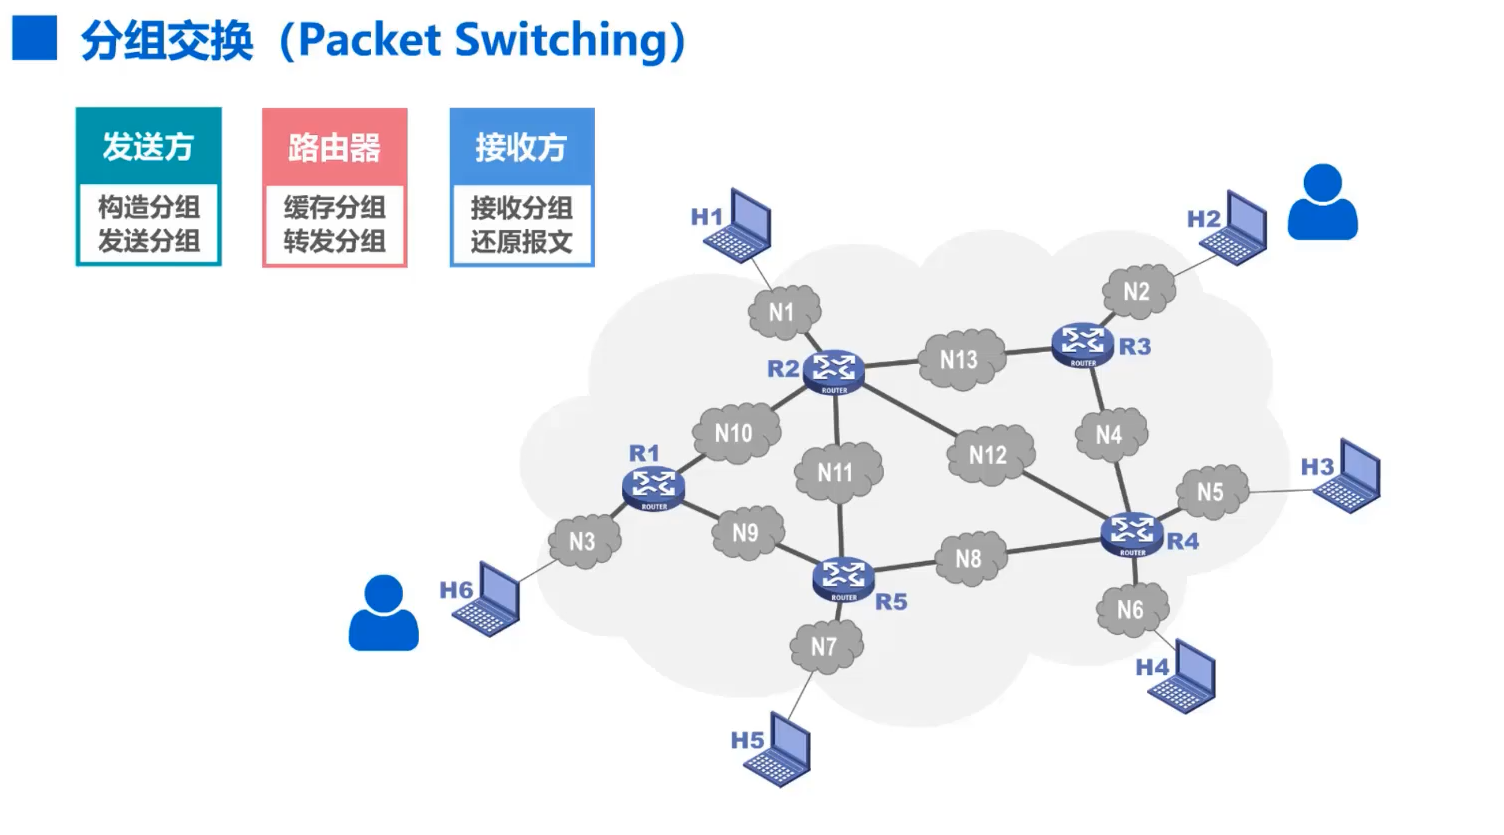 分组交换（Packet Switching）
发送方
构造分组
发送分组
路由器
缓存分组
转发分组
接收方
接收分组
还原报文
H1
H2
N2
N1
R3
ROUTER
N13
R2
ROUTER
N10
N4
N12
R1
ROUTER
N11
H3
N5
N9
N3
R4
ROUTER
N8
H6
R5
ROUTER
N6
N7
H4
H5